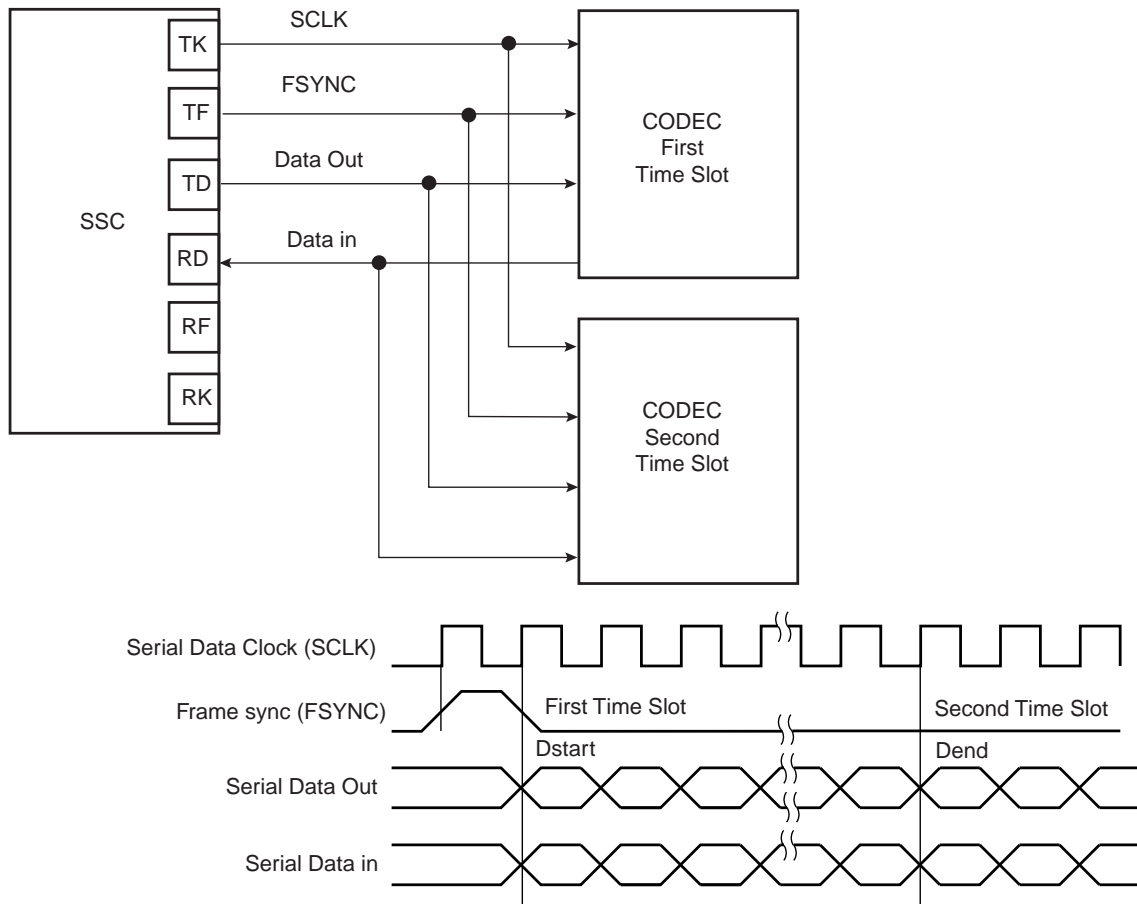 SCLK
TK
FSYNC
TF
CODEC
First
Time Slot
Data Out
TD
SSC
Data in
RD
RF
RK
CODEC
Second
Time Slot
Serial Data Clock (SCLK)
Frame sync (FSYNC)
First Time Slot
Second Time Slot
Dstart
Dend
Serial Data Out
Serial Data in